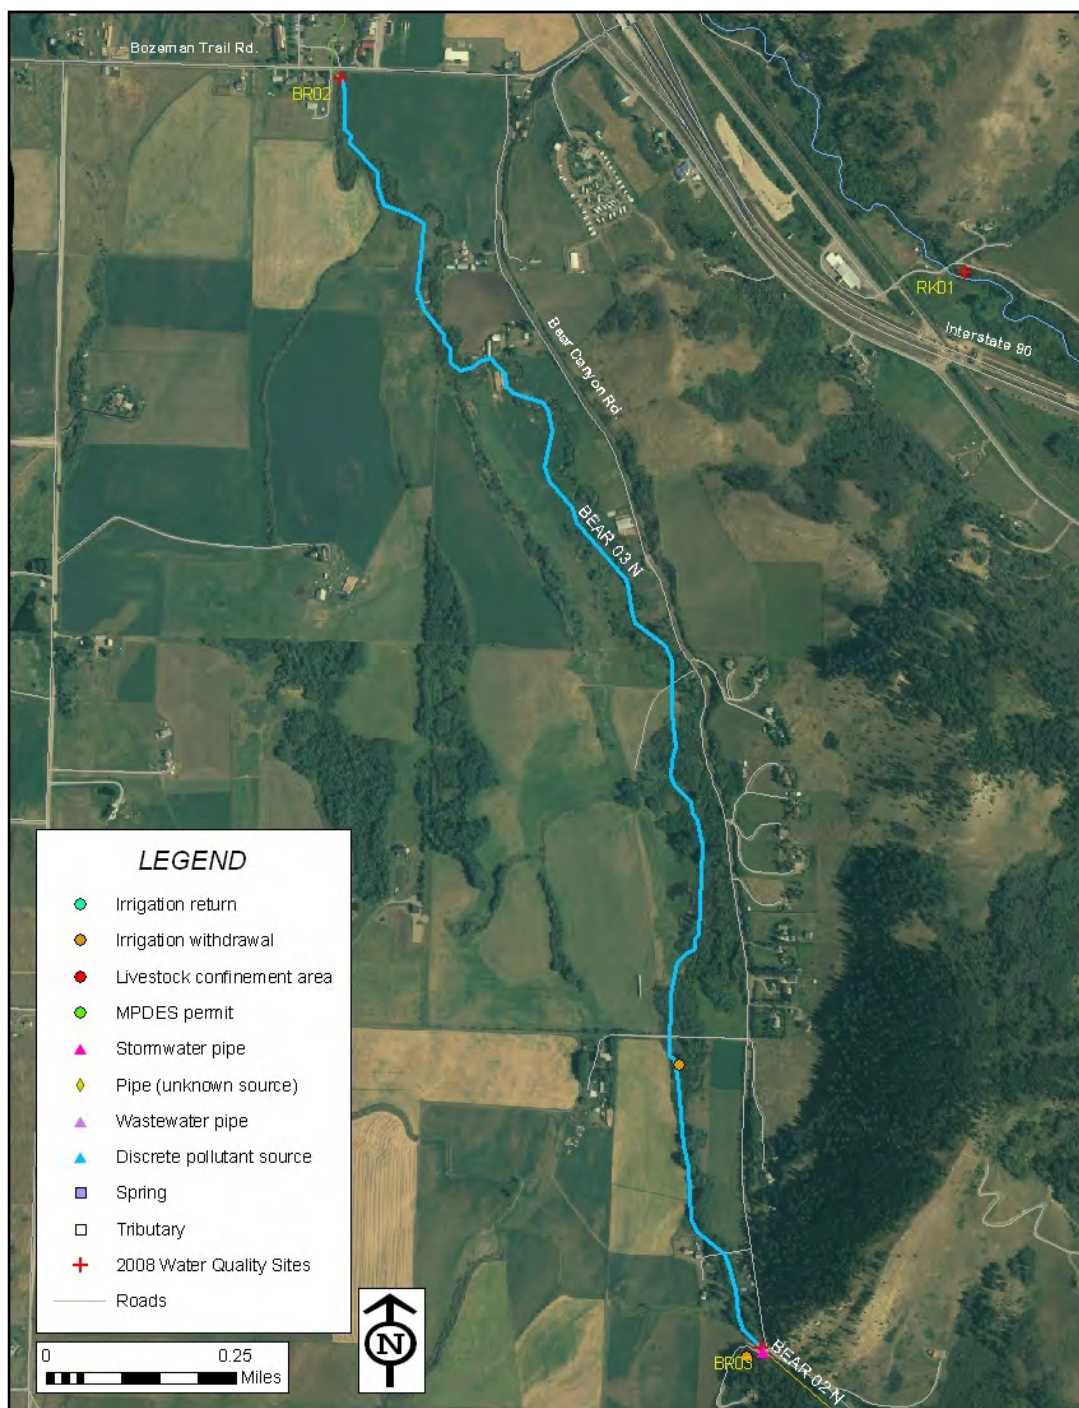 Bozeman Trail Rd.
BR02
RK01
Interstate 90
Bear Canyon Rd.
BEAR 03 N
LEGEND
Irrigation return
Irrigation withdrawal
Livestock confinement area
MPDES permit
Stormwater pipe
Pipe (unknown source)
Wastewater pipe
Discrete pollutant source
Spring
Tributary
2008 Water Quality Sites
Roads
N
0 0.25
Miles
BR03
BEAR 02 N